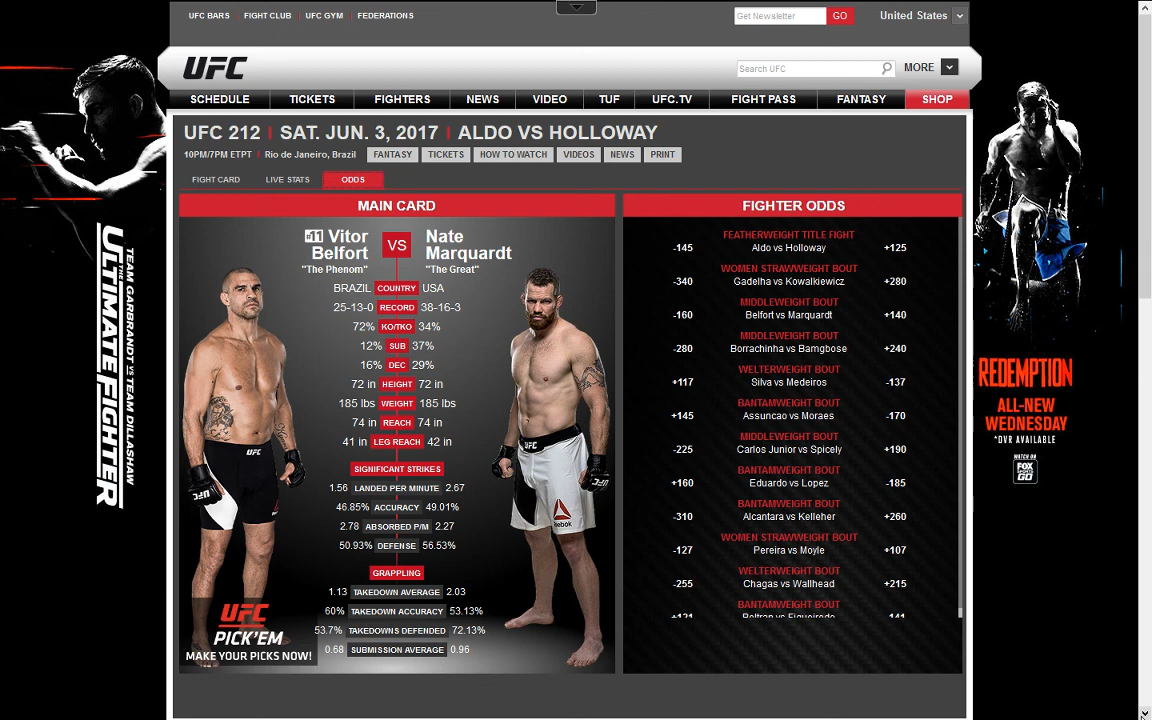 UFC BARS FIGHT CLUB UFC GYM FEDERATIONS
Get Newsletter GO United States
UFC Search UFC MORE
SCHEDULE TICKETS FIGHTERS NEWS VIDEO TUF UFC.TV FIGHT PASS FANTASY SHOP
UFC 212 SAT. JUN. 3, 2017 ALDO VS HOLLOWAY
10PM/7PM ETPT Rio de Janeiro, Brazil FANTASY TICKETS HOW TO WATCH VIDEOS NEWS PRINT
FIGHT CARD LIVE STATS ODDS
MAIN CARD
#11 Vitor Belfort VS Nate Marquardt
"The Phenom" "The Great"
BRAZIL COUNTRY USA
25-13-0 RECORD 38-16-3
72% KO/TKO 34%
12% SUB 37%
16% DEC 29%
72 in HEIGHT 72 in
185 lbs WEIGHT 185 lbs
74 in REACH 74 in
41 in LEG REACH 42 in
SIGNIFICANT STRIKES
1.56 LANDED PER MINUTE 2.67
46.85% ACCURACY 49.01%
2.78 ABSORBED P/M 2.27
50.93% DEFENSE 56.53%
GRAPPLING
1.13 TAKEDOWN AVERAGE 2.03
60% TAKEDOWN ACCURACY 53.13%
53.7% TAKEDOWNS DEFENDED 72.13%
0.68 SUBMISSION AVERAGE 0.96
UFC
UFC
UFC
UFC
Reebok
UFC
PICK'EM
MAKE YOUR PICKS NOW!
FIGHTER ODDS
FEATHERWEIGHT TITLE FIGHT
-145 Aldo vs Holloway +125
WOMEN STRAWWEIGHT BOUT
-340 Gadelha vs Kowalkiewicz +280
MIDDLEWEIGHT BOUT
-160 Belfort vs Marquardt +140
MIDDLEWEIGHT BOUT
-280 Borrachinha vs Bamgbose +240
WELTERWEIGHT BOUT
+117 Silva vs Medeiros -137
BANTAMWEIGHT BOUT
+145 Assuncao vs Moraes -170
MIDDLEWEIGHT BOUT
-225 Carlos Junior vs Spicely +190
BANTAMWEIGHT BOUT
+160 Eduardo vs Lopez -185
BANTAMWEIGHT BOUT
-310 Alcantara vs Kelleher +260
WOMEN STRAWWEIGHT BOUT
-127 Pereira vs Moyle +107
WELTERWEIGHT BOUT
-255 Chagas vs Wallhead +215
BANTAMWEIGHT BOUT
Beltran vs Figueiredo
THE ULTIMATE FIGHTER
TEAM GARBRANDT VS TEAM DILLASHAW
REDEMPTION
ALL-NEW
WEDNESDAY
*DVR AVAILABLE
WATCH ON
FOX
SPORTS
GO